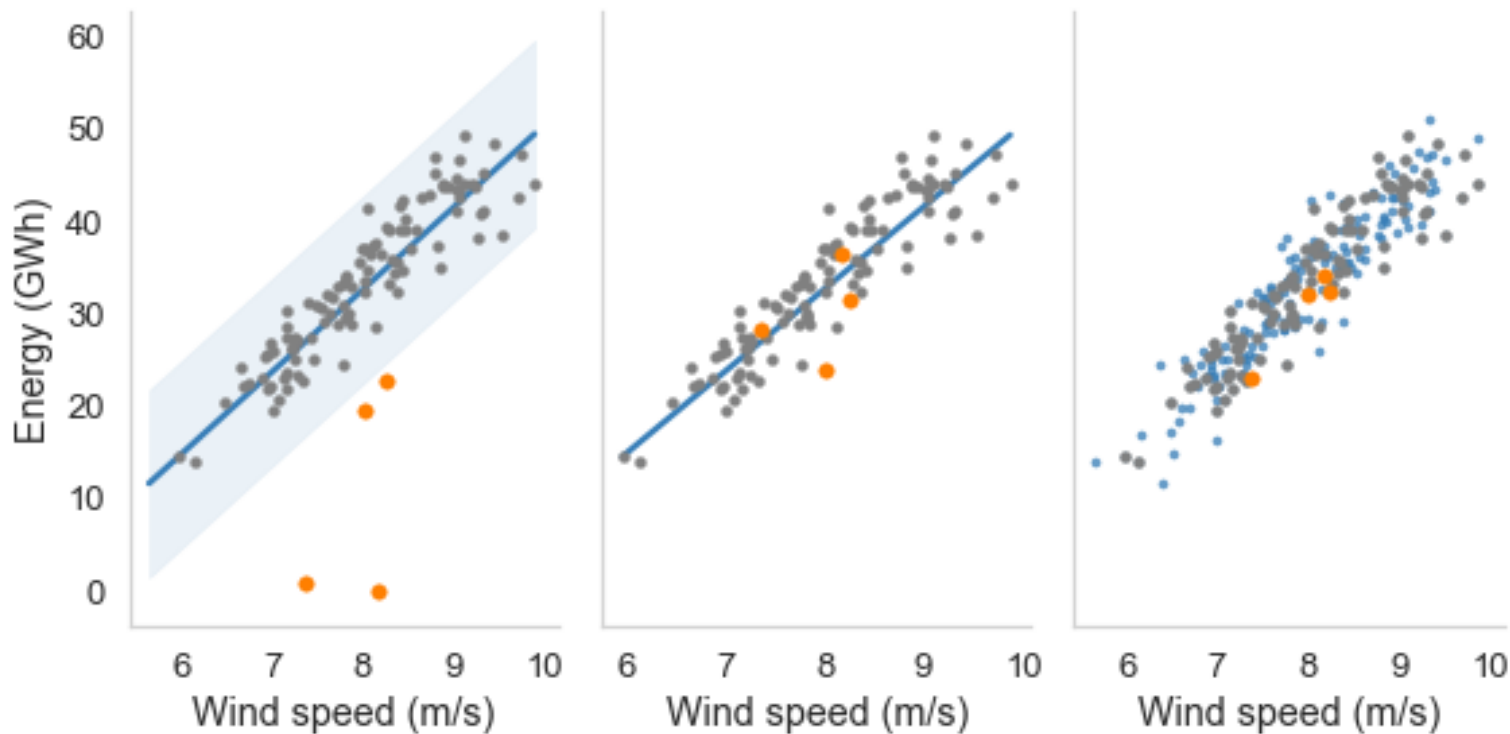 60
50
40
30
20
10
0
Energy (GWh)
6 7 8 9 10
6 7 8 9 10
6 7 8 9 10
Wind speed (m/s)
Wind speed (m/s)
Wind speed (m/s)